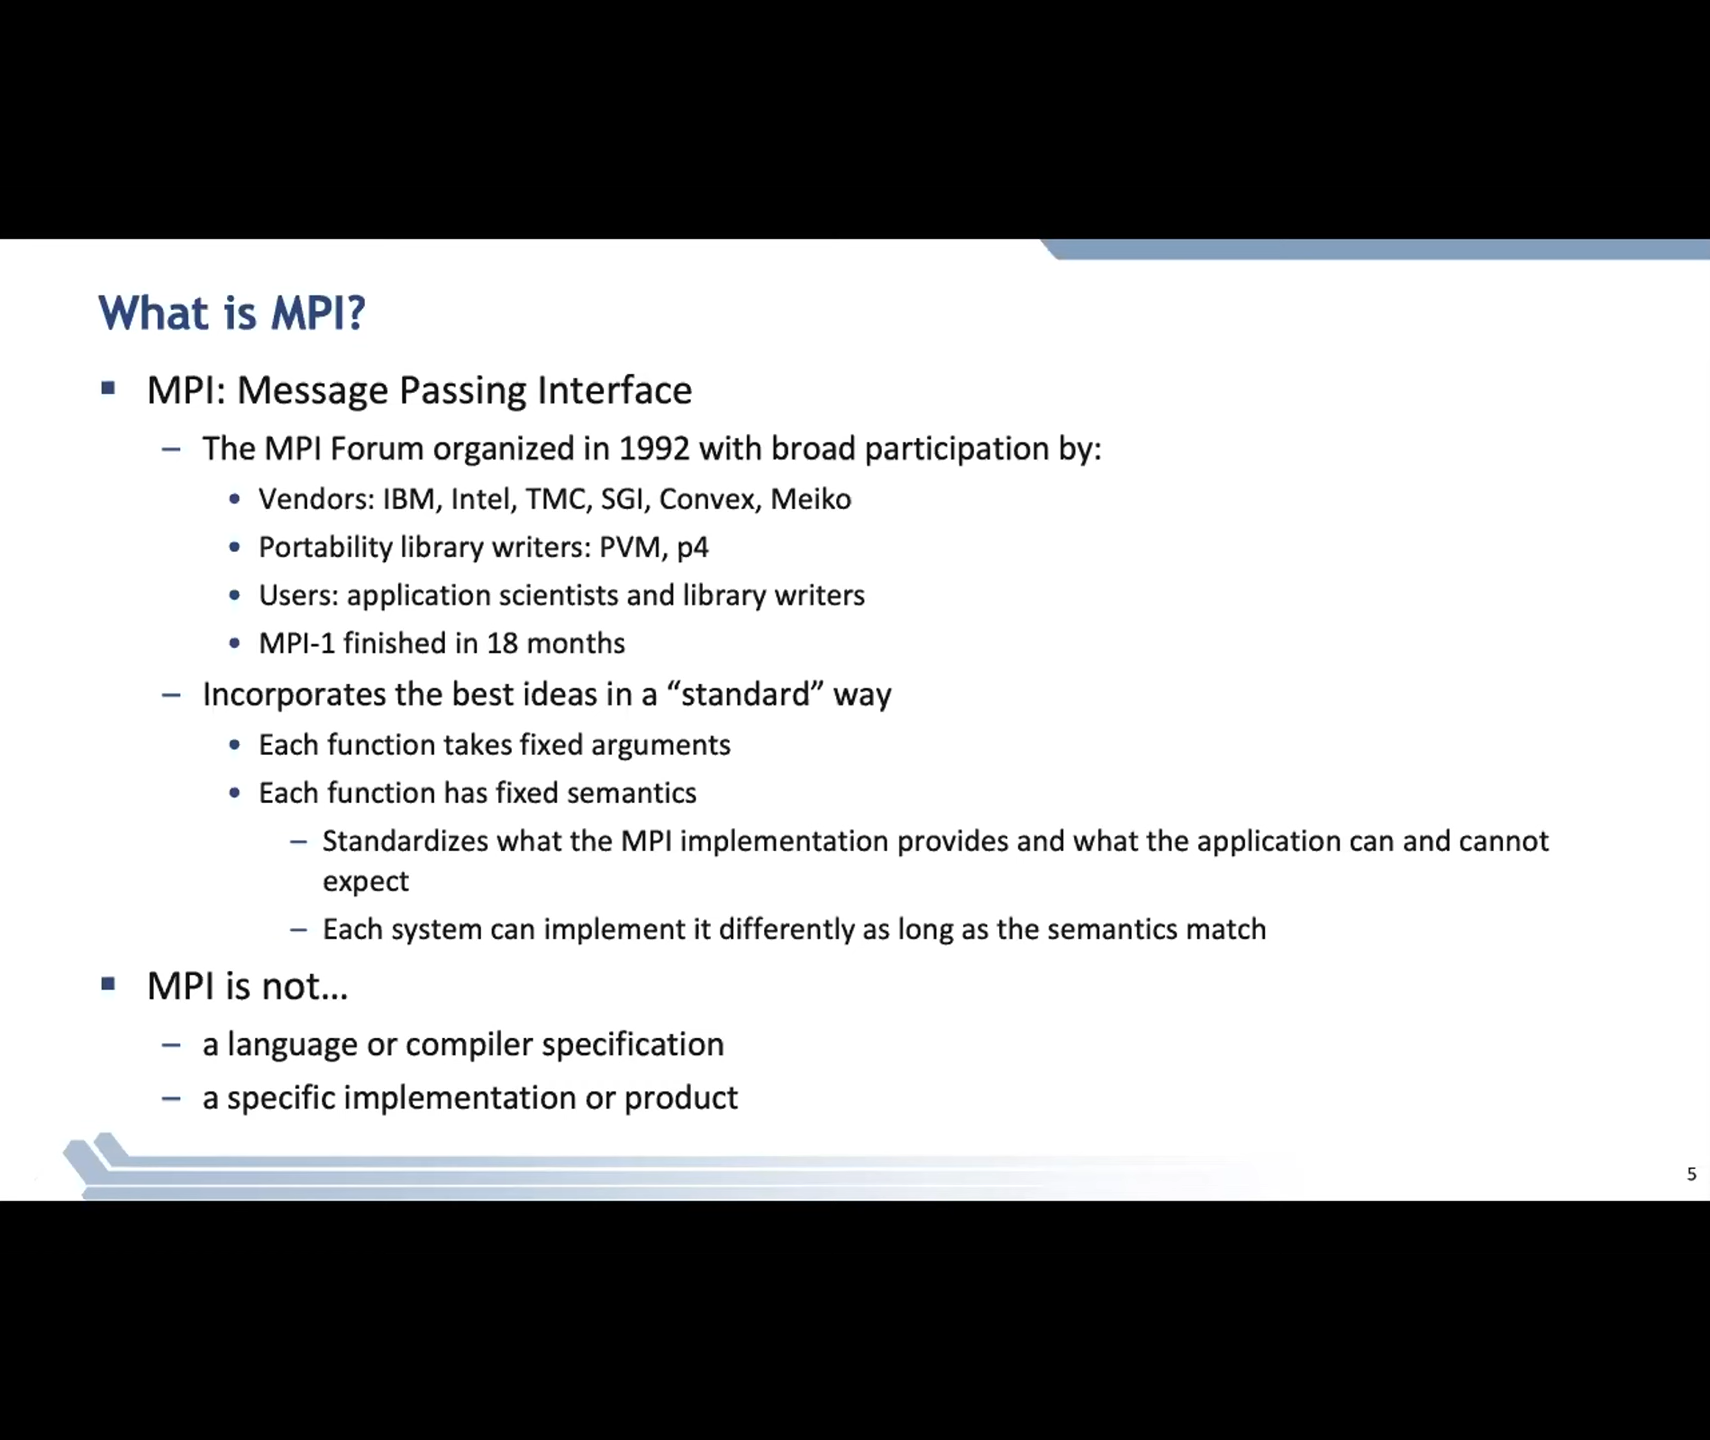 What is MPI?
▪ MPI: Message Passing Interface
– The MPI Forum organized in 1992 with broad participation by:
• Vendors: IBM, Intel, TMC, SGI, Convex, Meiko
• Portability library writers: PVM, p4
• Users: application scientists and library writers
• MPI-1 finished in 18 months
– Incorporates the best ideas in a “standard” way
• Each function takes fixed arguments
• Each function has fixed semantics
– Standardizes what the MPI implementation provides and what the application can and cannot
expect
– Each system can implement it differently as long as the semantics match
▪ MPI is not...
– a language or compiler specification
– a specific implementation or product
5